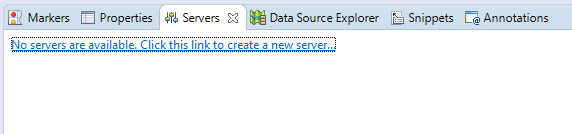 Markers Properties Servers Data Source Explorer Snippets Annotations
No servers are available. Click this link to create a new server...